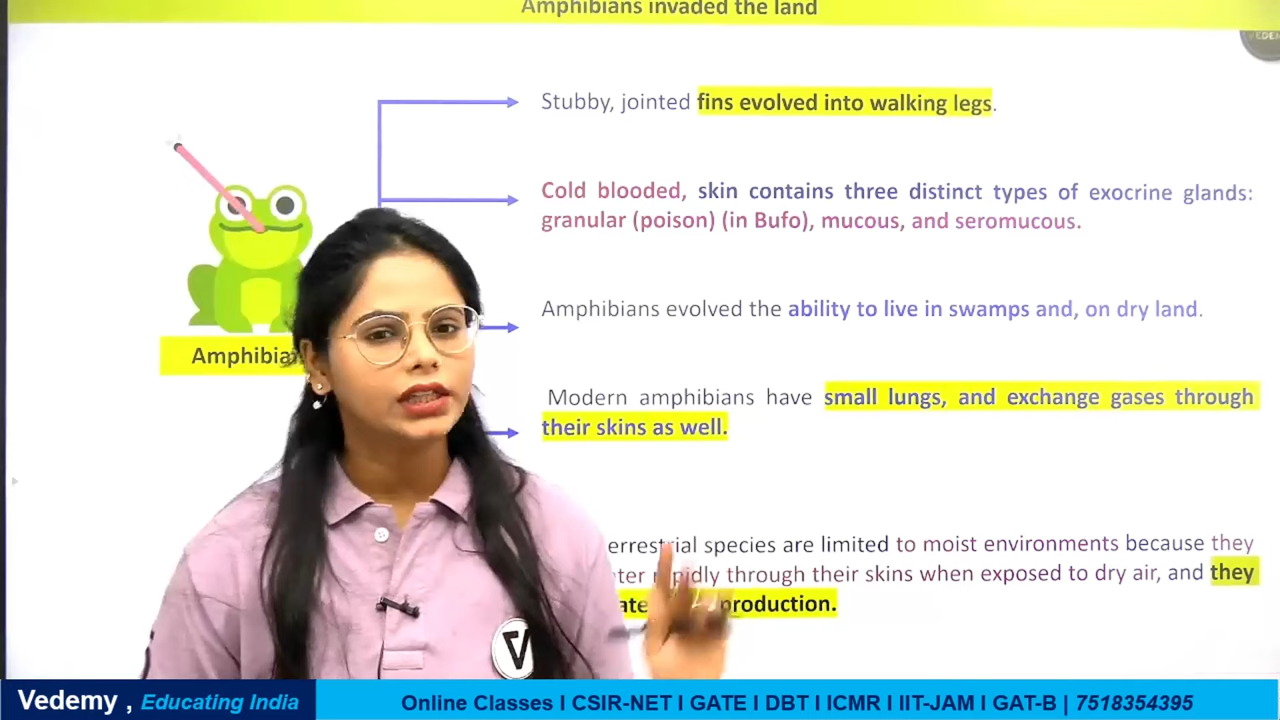 Amphibians invaded the land
Stubby, jointed fins evolved into walking legs.
Cold blooded, skin contains three distinct types of exocrine glands:
granular (poison) (in Bufo), mucous, and seromucous.
Amphibians evolved the ability to live in swamps and, on dry land.
Amphibia
Modern amphibians have small lungs, and exchange gases through
their skins as well.
errestrial species are limited to moist environments because they
ter rapidly through their skins when exposed to dry air, and they
ate production.
V
Vedemy , Educating India
Online Classes I CSIR-NET I GATE I DBT I ICMR I IIT-JAM I GAT-B | 7518354395